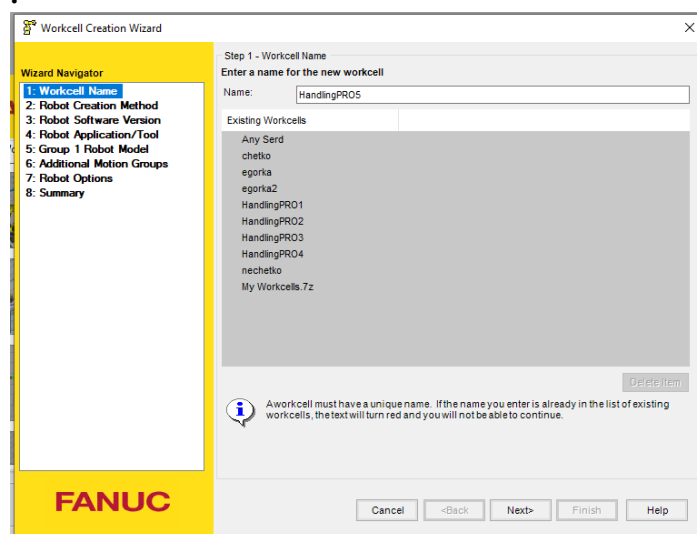 Workcell Creation Wizard
Wizard Navigator
1: Workcell Name
2: Robot Creation Method
3: Robot Software Version
4: Robot Application/Tool
5: Group 1 Robot Model
6: Additional Motion Groups
7: Robot Options
8: Summary
FANUC
Step 1 - Workcell Name
Enter a name for the new workcell
Name: HandlingPRO5
Existing Workcells
Any Serd
chetko
egorka
egorka2
HandlingPRO1
HandlingPRO2
HandlingPRO3
HandlingPRO4
nechetko
My Workcells.7z
Delete Item
A workcell must have a unique name. If the name you enter is already in the list of existing
workcells, the text will turn red and you will not be able to continue.
Cancel <Back Next> Finish Help